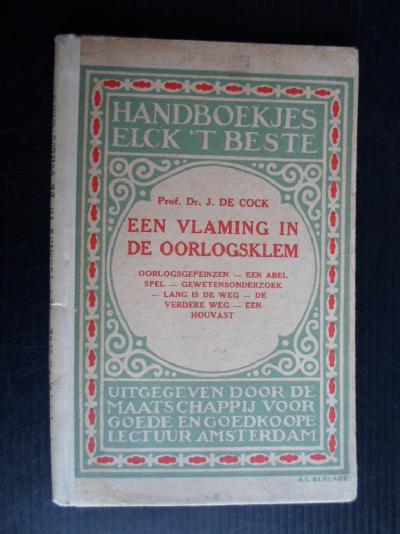 HANDBOEKJES
ELCK 'T BESTE
Prof. Dr. J. DE COCK
EEN VLAMING IN
DE OORLOGSKLEM
OORLOGSGEPEINZEN — EEN ABEL
SPEL — GEWETENSONDERZOEK
— LANG IS DE WEG — DE
VERDERE WEG — EEN
HOUVAST
UITGEGEVEN DOOR DE
MAATSCHAPPIJ VOOR
GOEDE EN GOEDKOOPE
LECTUUR AMSTERDAM
A.C. BERLAGE